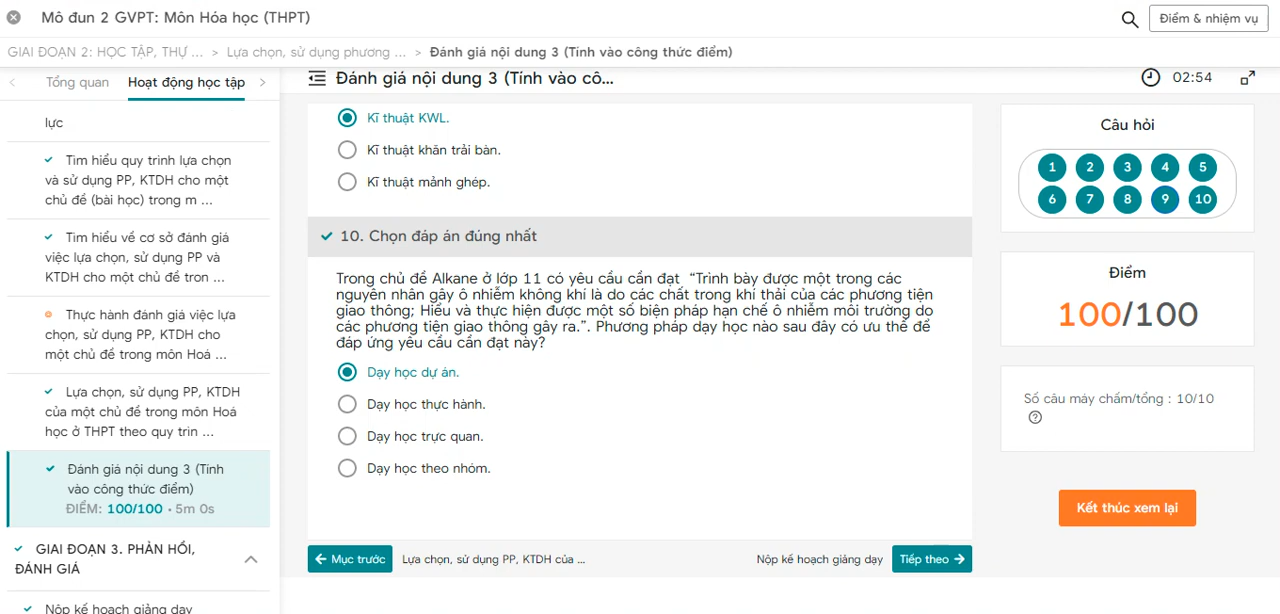 Mô đun 2 GVPT: Môn Hóa học (THPT)
Điểm & nhiệm vụ
GIAI ĐOẠN 2: HỌC TẬP, THỰ ... > Lựa chọn, sử dụng phương ... > Đánh giá nội dung 3 (Tính vào công thức điểm)
Tổng quan
Hoạt động học tập
lực
Tìm hiểu quy trình lựa chọn
và sử dụng PP, KTDH cho một
chủ đề (bài học) trong m ...
Tìm hiểu về cơ sở đánh giá
việc lựa chọn, sử dụng PP và
KTDH cho một chủ đề tron ...
Thực hành đánh giá việc lựa
chọn, sử dụng PP, KTDH cho
một chủ đề trong môn Hoá ...
Lựa chọn, sử dụng PP, KTDH
của một chủ đề trong môn Hoá
học ở THPT theo quy trìn ...
Đánh giá nội dung 3 (Tính
vào công thức điểm)
ĐIỂM: 100/100 • 5m 0s
GIAI ĐOẠN 3. PHẢN HỒI,
ĐÁNH GIÁ
Nộp kế hoạch giảng dạy
Đánh giá nội dung 3 (Tính vào cô...
02:54
Kĩ thuật KWL.
Kĩ thuật khăn trải bàn.
Kĩ thuật mảnh ghép.
10. Chọn đáp án đúng nhất
Trong chủ đề Alkane ở lớp 11 có yêu cầu cần đạt “Trình bày được một trong các
nguyên nhân gây ô nhiễm không khí là do các chất trong khí thải của các phương tiện
giao thông; Hiểu và thực hiện được một số biện pháp hạn chế ô nhiễm môi trường do
các phương tiện giao thông gây ra.”. Phương pháp dạy học nào sau đây có ưu thế để
đáp ứng yêu cầu cần đạt này?
Dạy học dự án.
Dạy học thực hành.
Dạy học trực quan.
Dạy học theo nhóm.
Mục trước
Lựa chọn, sử dụng PP, KTDH của ...
Nộp kế hoạch giảng dạy
Tiếp theo
Câu hỏi
1 2 3 4 5
6 7 8 9 10
Điểm
100/100
Số câu máy chấm/tổng : 10/10
Kết thúc xem lại